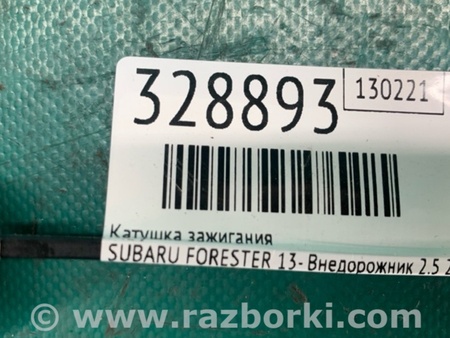 328893
130221
Катушка зажигания
SUBARU FORESTER 13- Внедорожник 2.5
© www.razborki.com